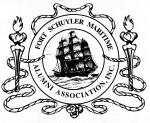 FORT SCHUYLER MARITIME
ALUMNI ASSOCIATION, INC.